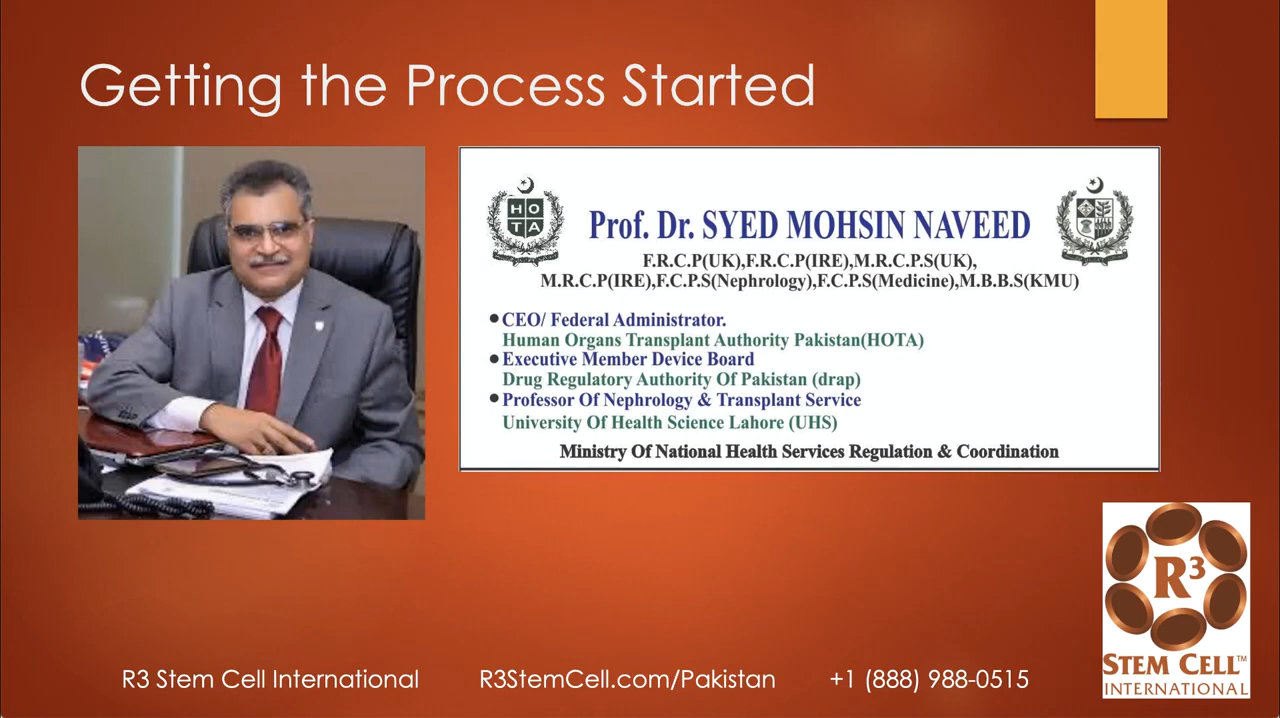 Getting the Process Started
HOTA
Prof. Dr. SYED MOHSIN NAVEED
F.R.C.P(UK),F.R.C.P(IRE),M.R.C.P.S(UK),
M.R.C.P(IRE),F.C.P.S(Nephrology),F.C.P.S(Medicine),M.B.B.S(KMU)
•CEO/ Federal Administrator.
Human Organs Transplant Authority Pakistan(HOTA)
•Executive Member Device Board
Drug Regulatory Authority Of Pakistan (drap)
•Professor Of Nephrology & Transplant Service
University Of Health Science Lahore (UHS)
Ministry Of National Health Services Regulation & Coordination
R³
STEM CELL™
INTERNATIONAL
R3 Stem Cell International R3StemCell.com/Pakistan +1 (888) 988-0515